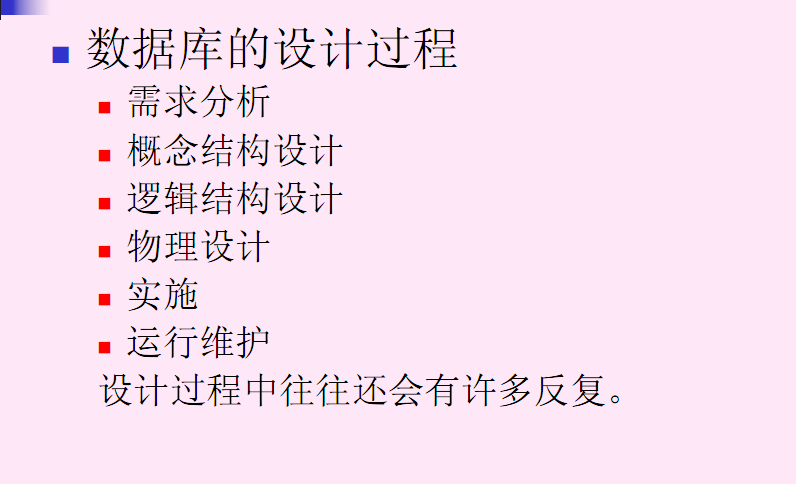 数据库的设计过程
需求分析
概念结构设计
逻辑结构设计
物理设计
实施
运行维护
设计过程中往往还会有许多反复。